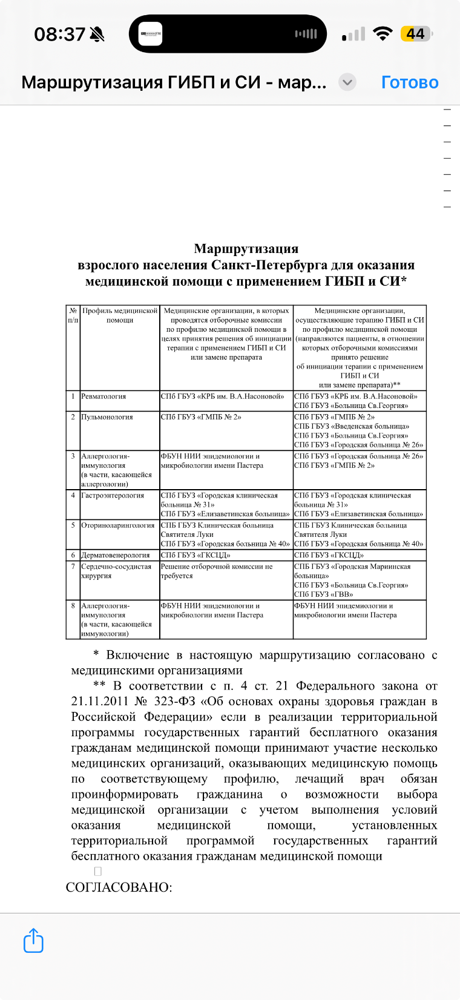 08:37
44
Маршрутизация ГИБП и СИ - мар...
Готово
Маршрутизация
взрослого населения Санкт-Петербурга для оказания
медицинской помощи с применением ГИБП и СИ*
№ п/п
Профиль медицинской
помощи
Медицинские организации, в которых
проводятся отборочные комиссии
по профилю медицинской помощи в
целях принятия решения об инициации
терапии с применением ГИБП и СИ
или замене препарата
Медицинские организации,
осуществляющие терапию ГИБП и СИ
по профилю медицинской помощи
(направляются пациенты, в отношении
которых отборочными комиссиями
принято решение
об инициации терапии с применением
ГИБП и СИ
или замене препарата)**
1
Ревматология
СПб ГБУЗ «КРБ им. В.А.Насоновой»
СПб ГБУЗ «КРБ им. В.А.Насоновой»
СПб ГБУЗ «Больница Св.Георгия»
2
Пульмонология
СПб ГБУЗ «ГМПБ № 2»
СПб ГБУЗ «ГМПБ № 2»
СПБ ГБУЗ «Введенская больница»
СПб ГБУЗ «Больница Св.Георгия»
СПб ГБУЗ «Городская больница № 26»
3
Аллергология-
иммунология
(в части, касающейся
аллергологии)
ФБУН НИИ эпидемиологии и
микробиологии имени Пастера
СПб ГБУЗ «Городская больница № 26»
СПб ГБУЗ «ГМПБ № 2»
4
Гастроэнтерология
СПб ГБУЗ «Городская клиническая
больница № 31»
СПб ГБУЗ «Елизаветинская больница»
СПб ГБУЗ «Городская клиническая
больница № 31»
СПб ГБУЗ «Елизаветинская больница»
5
Оториноларингология
СПБ ГБУЗ Клиническая больница
Святителя Луки
СПб ГБУЗ «Городская больница № 40»
СПБ ГБУЗ Клиническая больница
Святителя Луки
СПб ГБУЗ «Городская больница № 40»
6
Дерматовенерология
СПб ГБУЗ «ГКСЦД»
СПб ГБУЗ «ГКСЦД»
7
Сердечно-сосудистая
хирургия
Решение отборочной комиссии не
требуется
СПБ ГБУЗ «Городская Мариинская
больница»
СПб ГБУЗ «Больница Св.Георгия»
СПб ГБУЗ «ГВВ»
8
Аллергология-
иммунология
(в части, касающейся
иммунологии)
ФБУН НИИ эпидемиологии и
микробиологии имени Пастера
ФБУН НИИ эпидемиологии и
микробиологии имени Пастера
* Включение в настоящую маршрутизацию согласовано с
медицинскими организациями
** В соответствии с п. 4 ст. 21 Федерального закона от
21.11.2011 № 323-ФЗ «Об основах охраны здоровья граждан в
Российской Федерации» если в реализации территориальной
программы государственных гарантий бесплатного оказания
гражданам медицинской помощи принимают участие несколько
медицинских организаций, оказывающих медицинскую помощь
по соответствующему профилю, лечащий врач обязан
проинформировать гражданина о возможности выбора
медицинской организации с учетом выполнения условий
оказания медицинской помощи, установленных
территориальной программой государственных гарантий
бесплатного оказания гражданам медицинской помощи
СОГЛАСОВАНО: